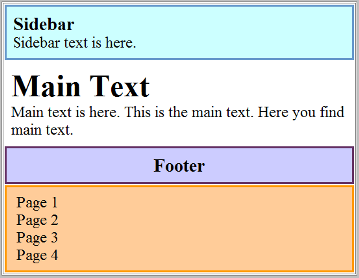 Sidebar
Sidebar text is here.
Main Text
Main text is here. This is the main text. Here you find
main text.
Footer
Page 1
Page 2
Page 3
Page 4